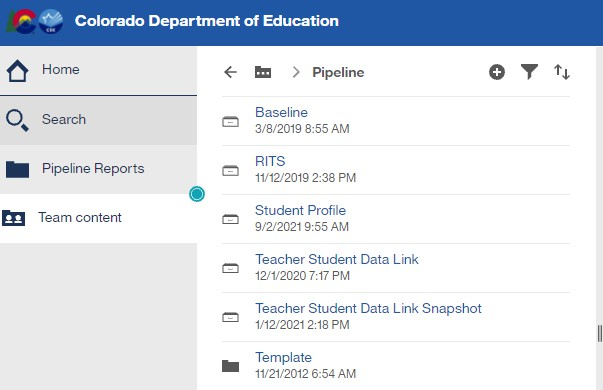 Colorado Department of Education
Home
Search
Pipeline Reports
Team content
Pipeline
Baseline
3/8/2019 8:55 AM
RITS
11/12/2019 2:38 PM
Student Profile
9/2/2021 9:55 AM
Teacher Student Data Link
12/1/2020 7:17 PM
Teacher Student Data Link Snapshot
1/12/2021 2:18 PM
Template
11/21/2012 6:54 AM